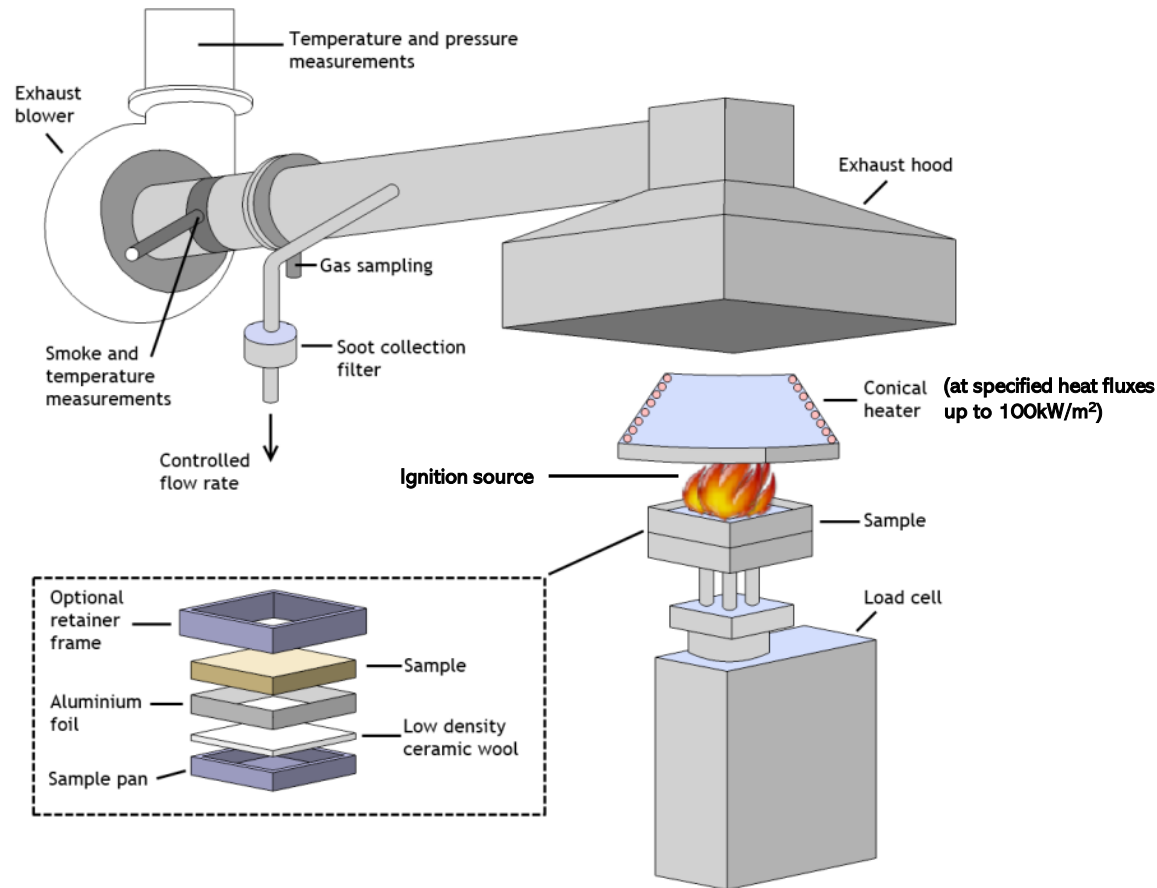 Temperature and pressure
measurements
Exhaust
blower
Exhaust hood
Gas sampling
Soot collection
filter
Smoke and
temperature
measurements
Controlled
flow rate
Conical
heater
(at specified heat fluxes
up to 100kW/m²)
Ignition source
Sample
Load cell
Optional
retainer
frame
Sample
Aluminium
foil
Low density
ceramic wool
Sample pan